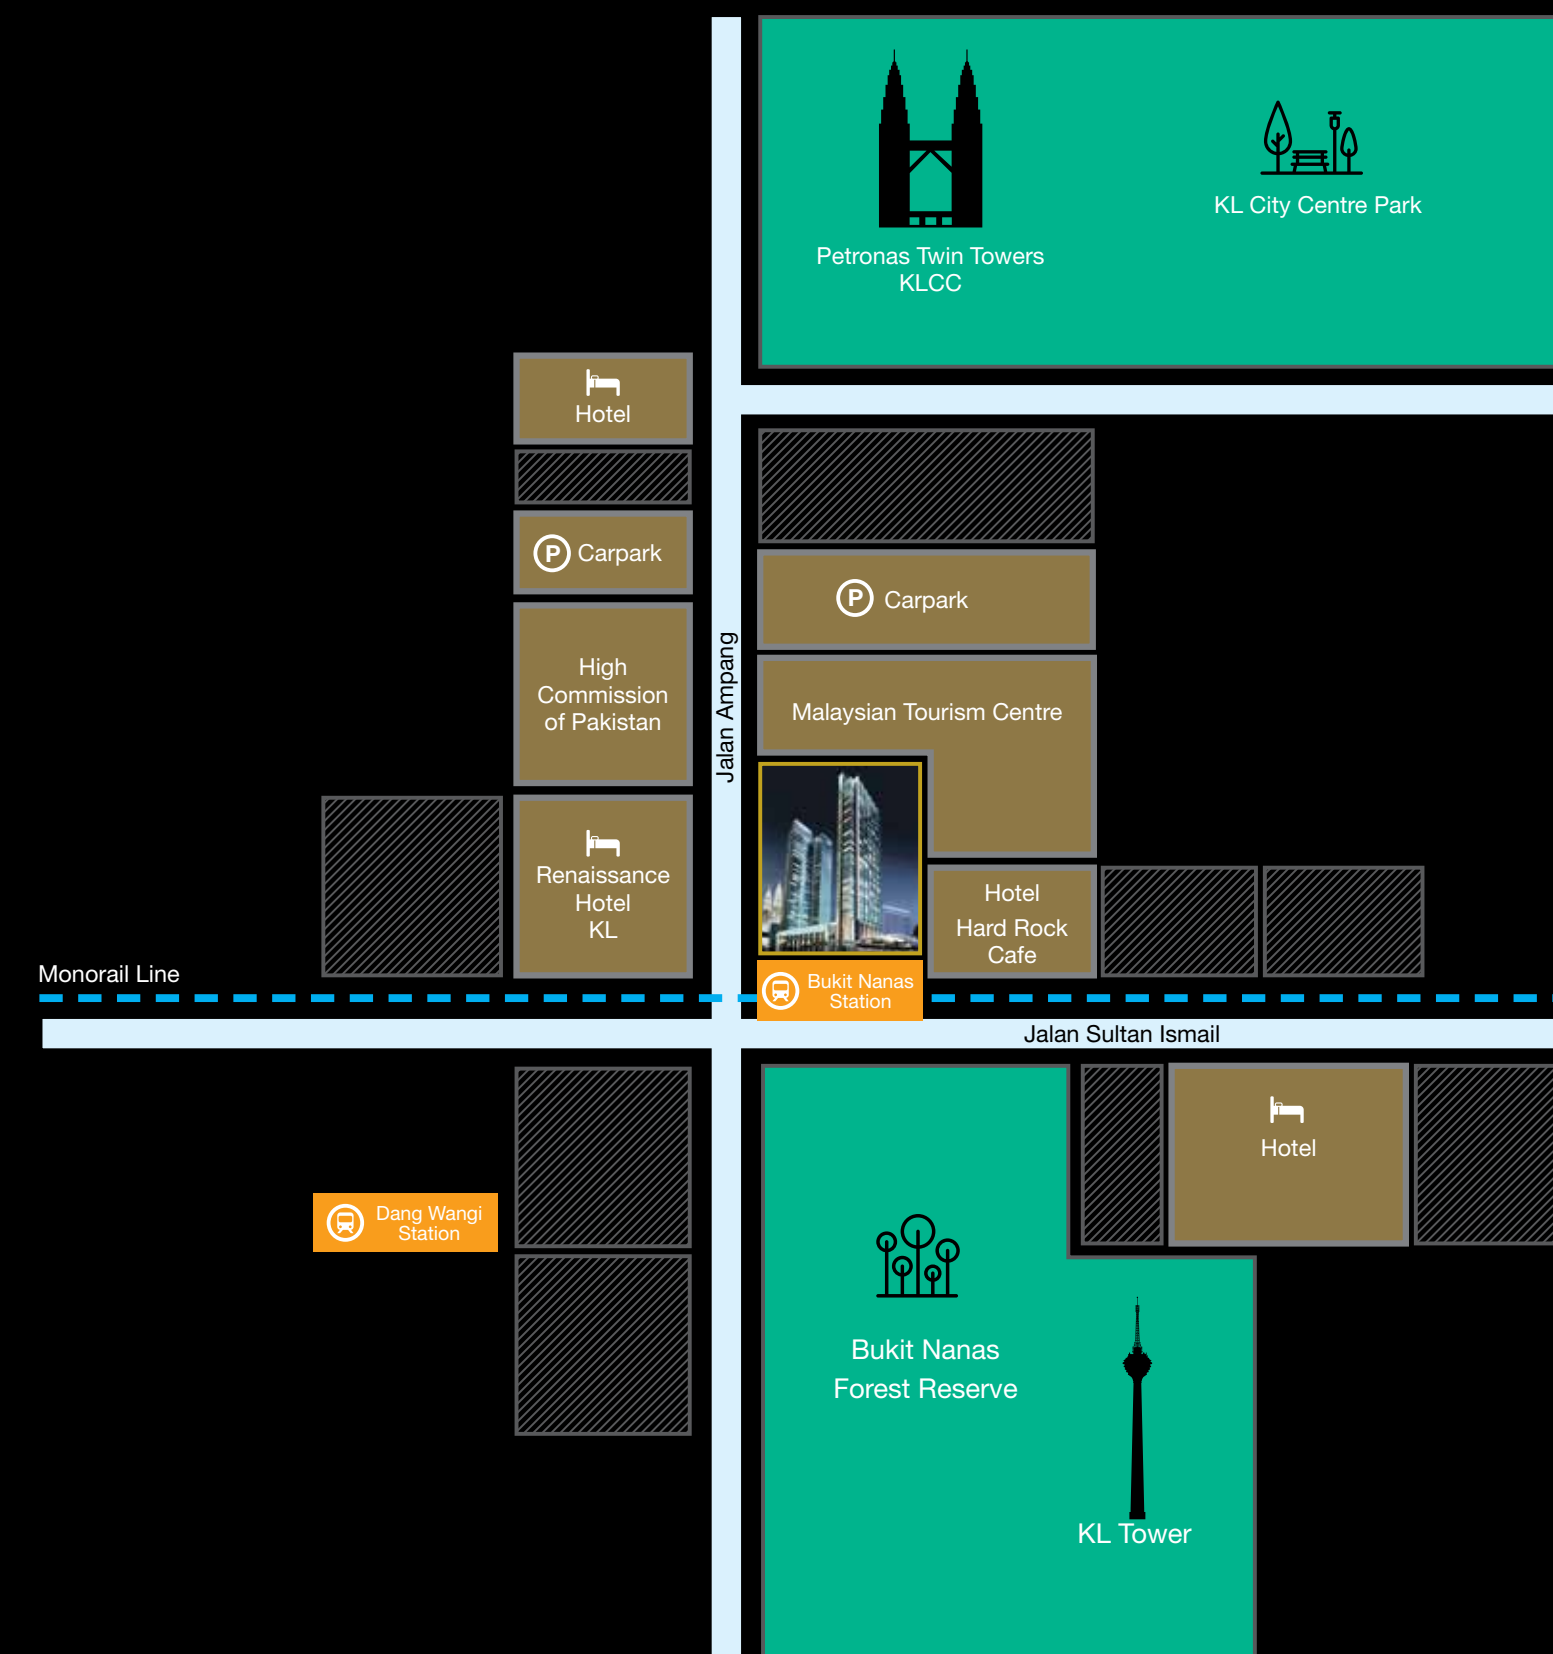 KL City Centre Park
Petronas Twin Towers
KLCC
Hotel
P Carpark
P Carpark
High
Commission
of Pakistan
Jalan Ampang
Malaysian Tourism Centre
Renaissance
Hotel
KL
Hotel
Hard Rock
Cafe
Monorail Line
Bukit Nanas
Station
Jalan Sultan Ismail
Hotel
Dang Wangi
Station
Bukit Nanas
Forest Reserve
KL Tower